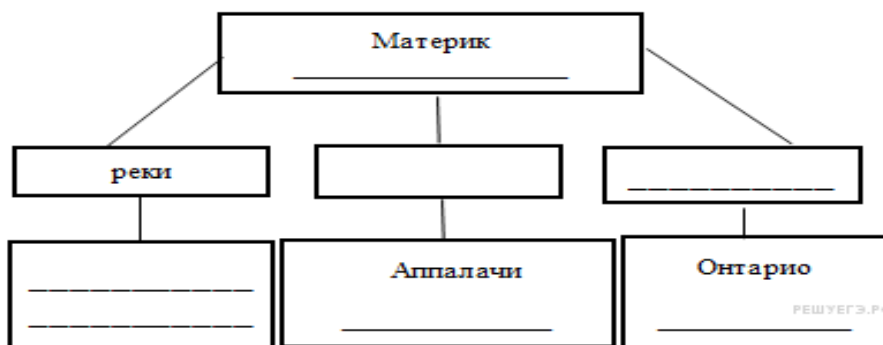 Материк
реки
Аппалачи
Онтарио
РЕШУЕГЭ.РФ